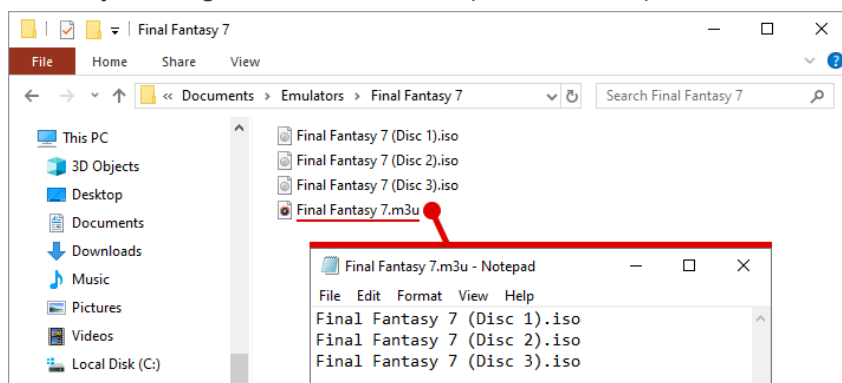 Final Fantasy 7
File Home Share View
« Documents > Emulators > Final Fantasy 7
Search Final Fantasy 7
This PC
3D Objects
Desktop
Documents
Downloads
Music
Pictures
Videos
Local Disk (C:)
Final Fantasy 7 (Disc 1).iso
Final Fantasy 7 (Disc 2).iso
Final Fantasy 7 (Disc 3).iso
Final Fantasy 7.m3u
Final Fantasy 7.m3u - Notepad
File Edit Format View Help
Final Fantasy 7 (Disc 1).iso
Final Fantasy 7 (Disc 2).iso
Final Fantasy 7 (Disc 3).iso